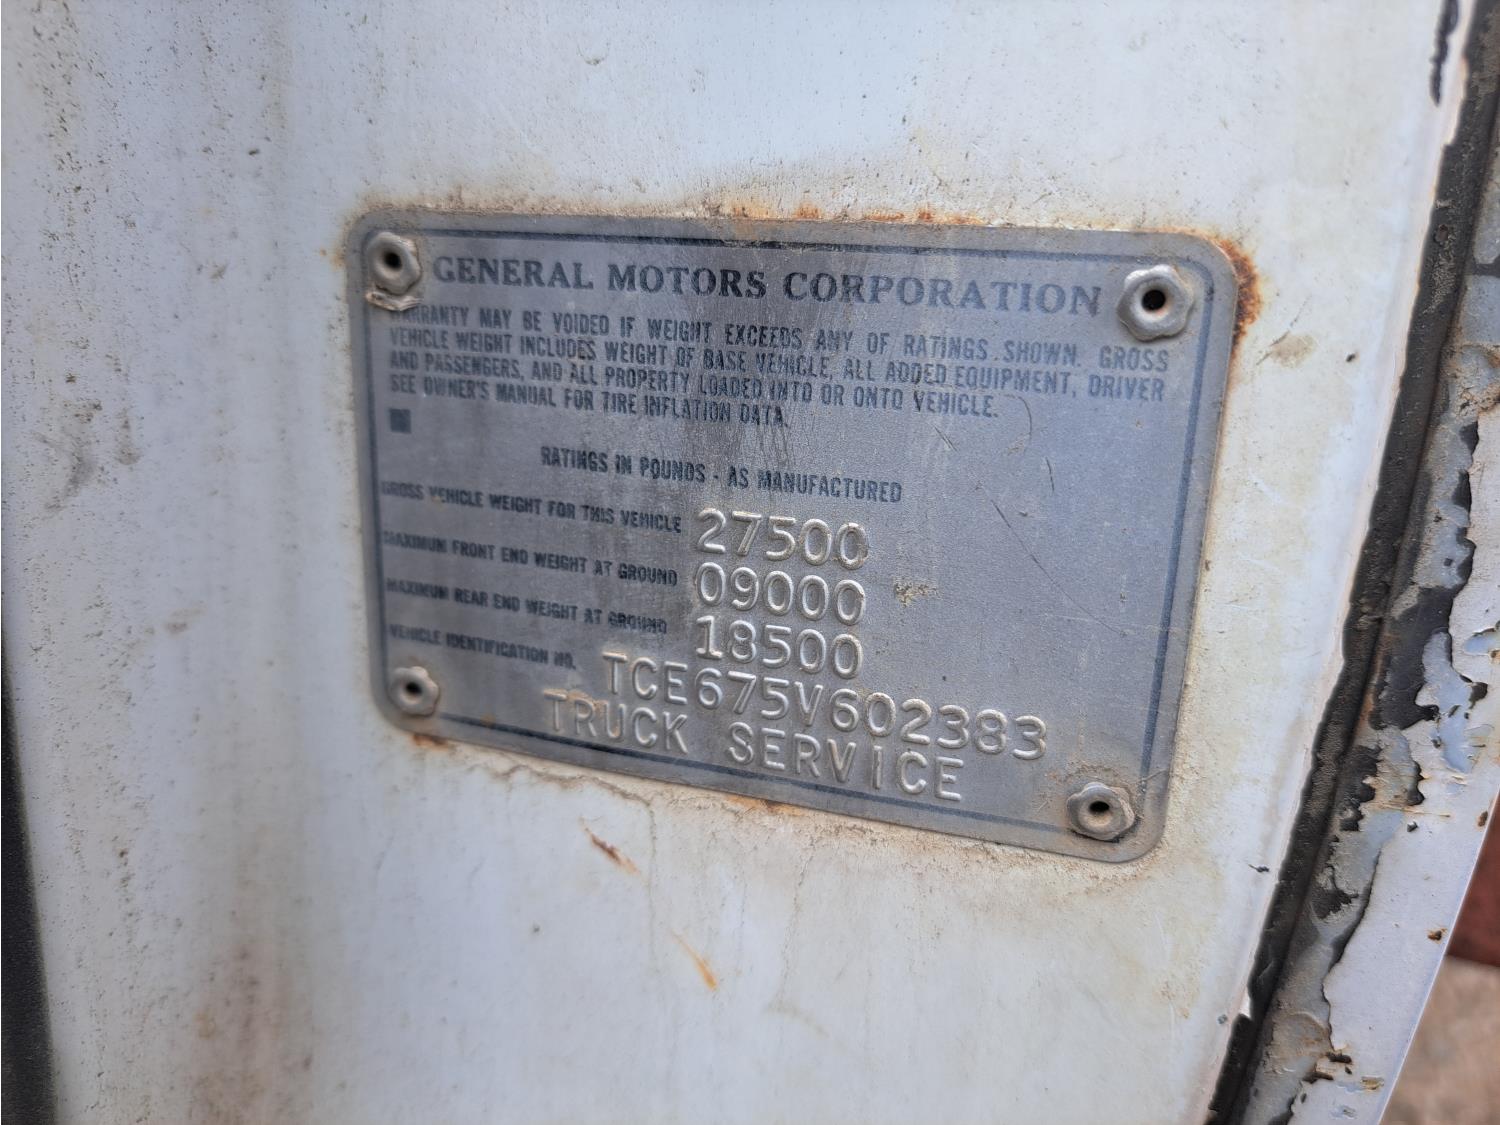 GENERAL MOTORS CORPORATION
WARRANTY MAY BE VOIDED IF WEIGHT EXCEEDS ANY OF RATINGS SHOWN. GROSS
VEHICLE WEIGHT INCLUDES WEIGHT OF BASE VEHICLE, ALL ADDED EQUIPMENT, DRIVER
AND PASSENGERS, AND ALL PROPERTY LOADED INTO OR ONTO VEHICLE.
SEE OWNER'S MANUAL FOR TIRE INFLATION DATA.
RATINGS IN POUNDS - AS MANUFACTURED
GROSS VEHICLE WEIGHT FOR THIS VEHICLE 27500
MAXIMUM FRONT END WEIGHT AT GROUND 09000
MAXIMUM REAR END WEIGHT AT GROUND 18500
VEHICLE IDENTIFICATION NO. TCE675V602383
TRUCK SERVICE